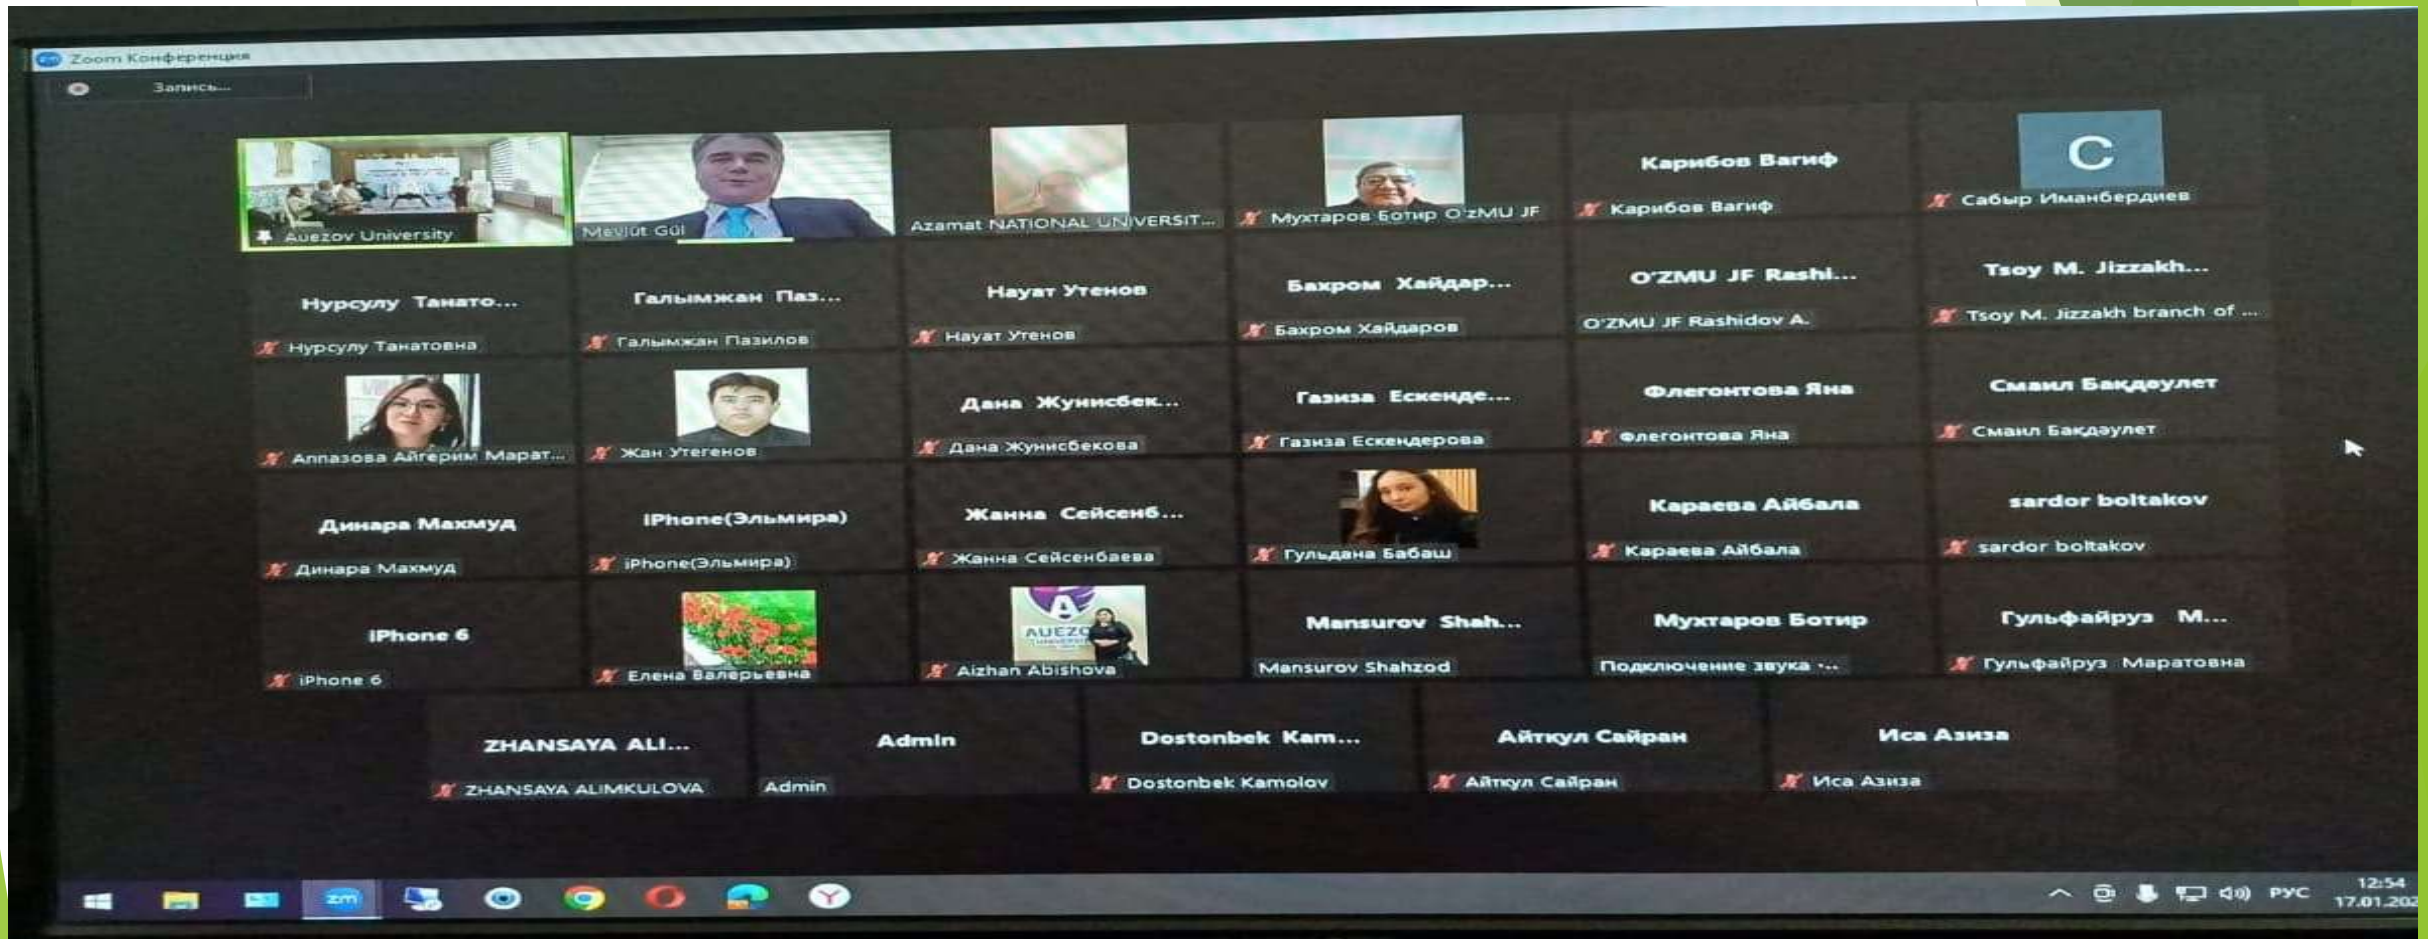 Zoom Конференция
Запись...
Auezov University
Mevlüt Gül
Azamat NATIONAL UNIVERSIT...
Мухтаров Ботир O'zMU JF
Карибов Вагиф
Карибов Вагиф
С
Сабыр Иманбердиев
Нурсулу Танато...
Нурсулу Танатовна
Галымжан Паз...
Галымжан Пазилов
Науат Утенов
Науат Утенов
Бахром Хайдар...
Бахром Хайдаров
O'ZMU JF Rashi...
O'ZMU JF Rashidov A.
Tsoy M. Jizzakh...
Tsoy M. Jizzakh branch of ...
Аппазова Айгерим Марат...
Жан Утегенов
Дана Жунисбек...
Дана Жунисбекова
Газиза Ескенде...
Газиза Ескендерова
Флегонтова Яна
Флегонтова Яна
Смаил Бақдәулет
Смаил Бақдәулет
Динара Махмуд
Динара Махмуд
iPhone(Эльмира)
iPhone(Эльмира)
Жанна Сейсенб...
Жанна Сейсенбаева
Гульдана Бабаш
Караева Айбала
Караева Айбала
sardor boltakov
sardor boltakov
iPhone 6
iPhone 6
Елена Валерьевна
A
AUEZO
Aizhan Abishova
Mansurov Shah...
Mansurov Shahzod
Мухтаров Ботир
Подключение звука ·..
Гульфайруз М...
Гульфайруз Маратовна
ZHANSAYA ALI...
ZHANSAYA ALIMKULOVA
Admin
Admin
Dostonbek Kam...
Dostonbek Kamolov
Айткул Сайран
Айткул Сайран
Иса Азиза
Иса Азиза
zm
РУС
12:54
17.01.202